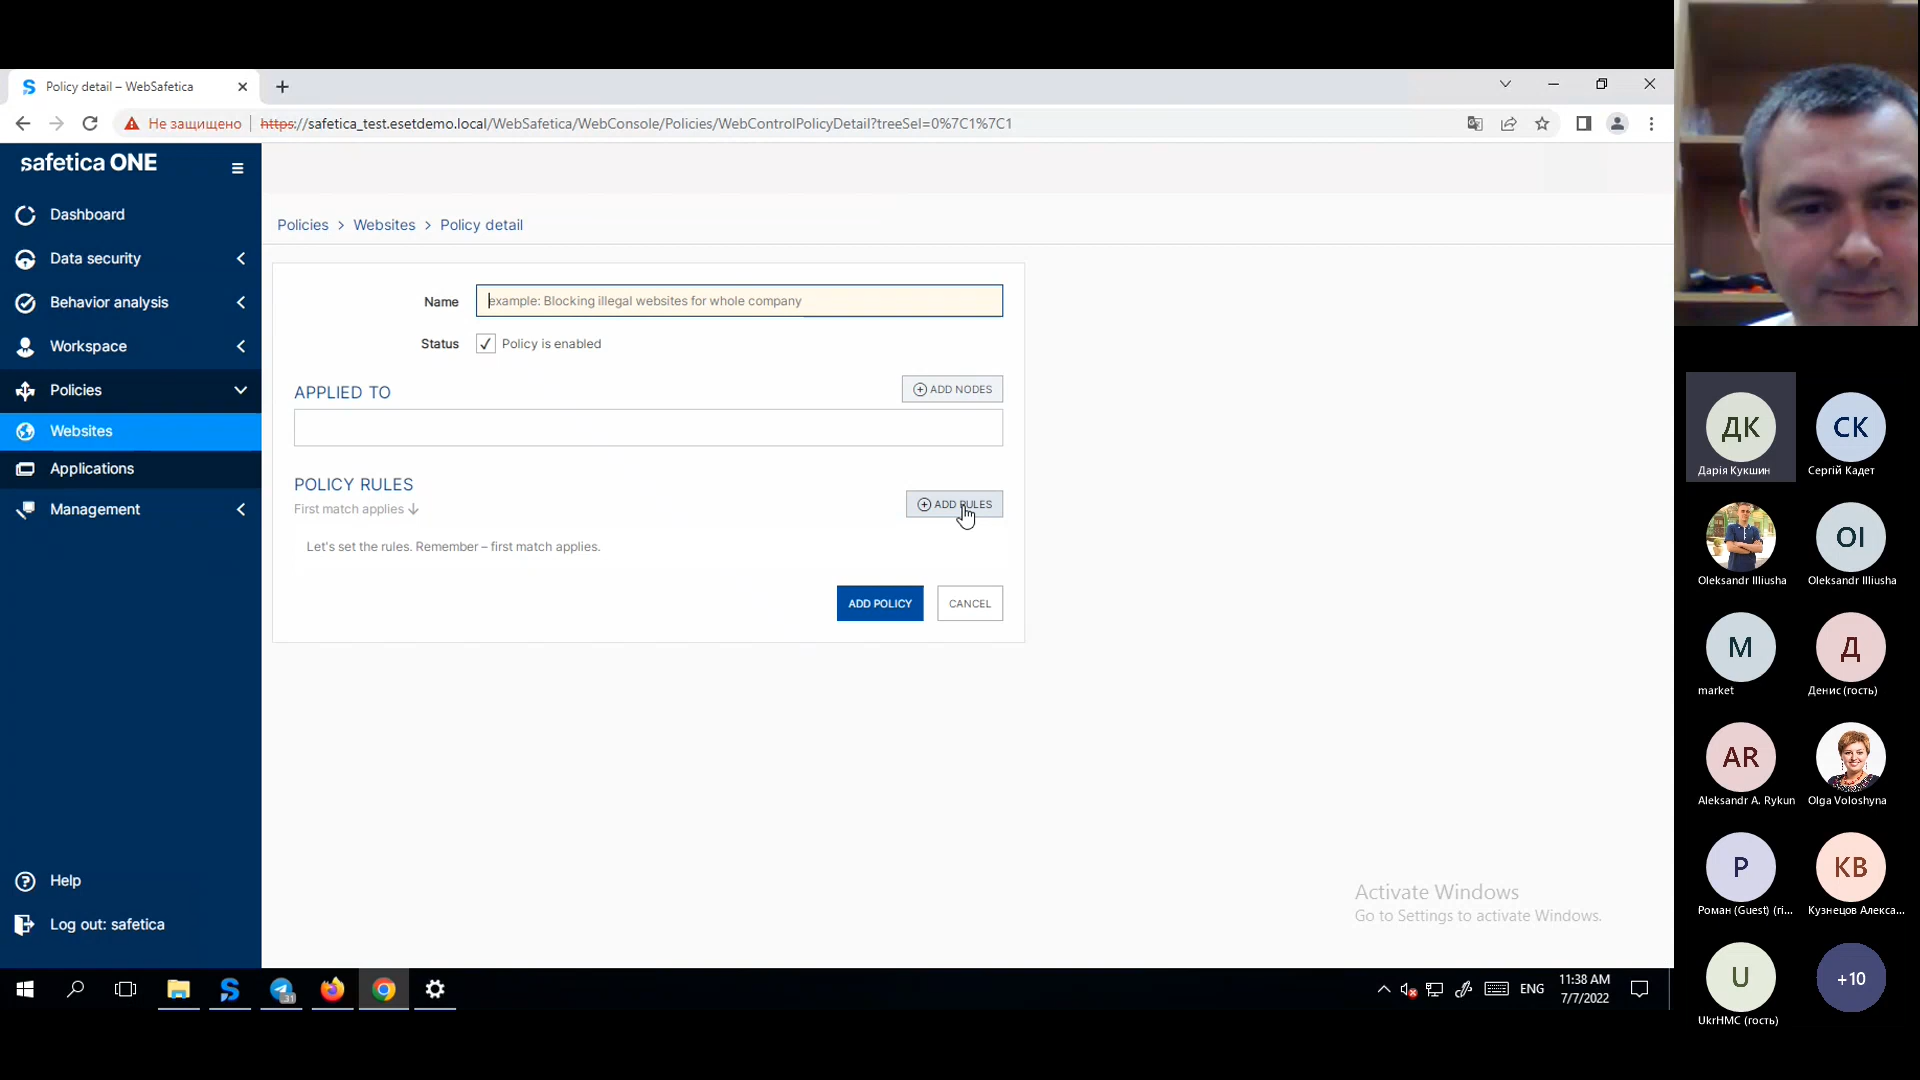 Policy detail – WebSafetica
Не защищено
https://safetica_test.esetdemo.local/WebSafetica/WebConsole/Policies/WebControlPolicyDetail?treeSel=0%7C1%7C1
safetica ONE
Dashboard
Data security
Behavior analysis
Workspace
Policies
Websites
Applications
Management
Help
Log out: safetica
Policies > Websites > Policy detail
Name
example: Blocking illegal websites for whole company
Status
Policy is enabled
APPLIED TO
ADD NODES
POLICY RULES
First match applies
ADD RULES
Let's set the rules. Remember – first match applies.
ADD POLICY
CANCEL
Activate Windows
Go to Settings to activate Windows.
31
ENG
11:38 AM
7/7/2022
ДК
Дарія Кукшин
СК
Сергій Кадет
Oleksandr Illiusha
OI
Oleksandr Illiusha
M
market
Д
Денис (гость)
AR
Aleksandr A. Rykun
Olga Voloshyna
Р
Роман (Guest) (гі...
КВ
Кузнецов Алекса...
U
UkrHMC (гость)
+10